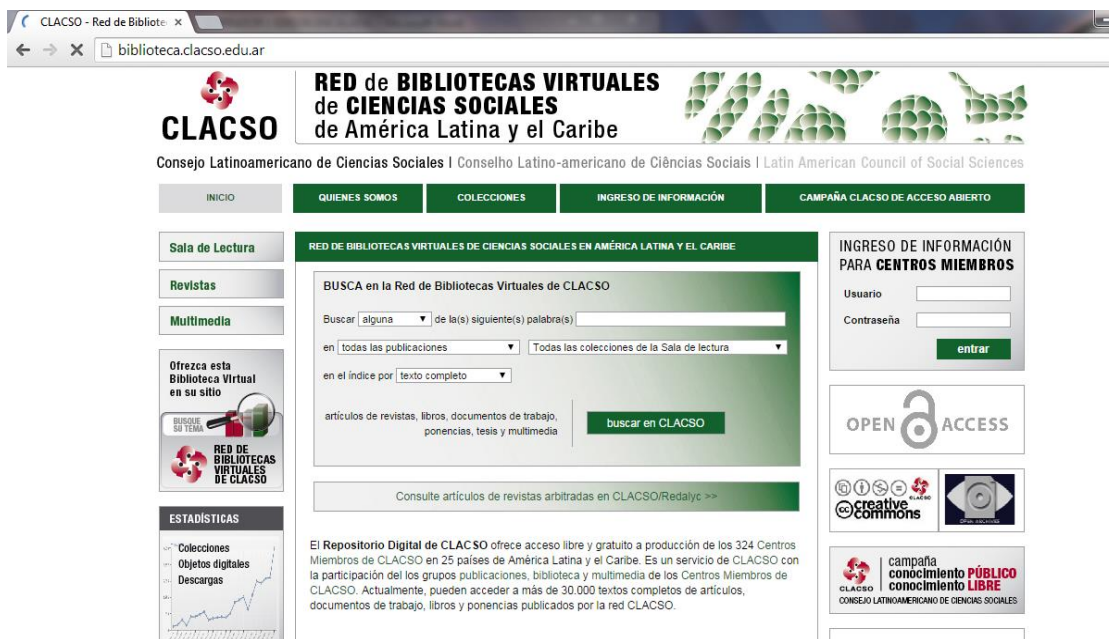 CLACSO - Red de Bibliote
biblioteca.clacso.edu.ar
CLACSO
RED de BIBLIOTECAS VIRTUALES
de CIENCIAS SOCIALES
de América Latina y el Caribe
Consejo Latinoamericano de Ciencias Sociales | Conselho Latino-americano de Ciências Sociais | Latin American Council of Social Sciences
INICIO
QUIENES SOMOS
COLECCIONES
INGRESO DE INFORMACIÓN
CAMPAÑA CLACSO DE ACCESO ABIERTO
Sala de Lectura
Revistas
Multimedia
Ofrezca esta
Biblioteca Virtual
en su sitio
BUSQUE
SU TEMA
RED DE
BIBLIOTECAS
VIRTUALES
DE CLACSO
ESTADÍSTICAS
Colecciones
Objetos digitales
Descargas
RED DE BIBLIOTECAS VIRTUALES DE CIENCIAS SOCIALES EN AMÉRICA LATINA Y EL CARIBE
BUSCA en la Red de Bibliotecas Virtuales de CLACSO
Buscar alguna de la(s) siguiente(s) palabra(s)
en todas las publicaciones Todas las colecciones de la Sala de lectura
en el índice por texto completo
artículos de revistas, libros, documentos de trabajo,
ponencias, tesis y multimedia
buscar en CLACSO
Consulte artículos de revistas arbitradas en CLACSO/Redalyc >>
El Repositorio Digital de CLACSO ofrece acceso libre y gratuito a producción de los 324 Centros
Miembros de CLACSO en 25 países de América Latina y el Caribe. Es un servicio de CLACSO con
la participación del los grupos publicaciones, biblioteca y multimedia de los Centros Miembros de
CLACSO. Actualmente, pueden acceder a más de 30.000 textos completos de artículos,
documentos de trabajo, libros y ponencias publicados por la red CLACSO.
INGRESO DE INFORMACIÓN
PARA CENTROS MIEMBROS
Usuario
Contraseña
entrar
OPEN ACCESS
CLACSO
cc creative
commons
OPEN ARCHIVES
CLACSO
campaña
conocimiento PÚBLICO
conocimiento LIBRE
CONSEJO LATINOAMERICANO DE CIENCIAS SOCIALES